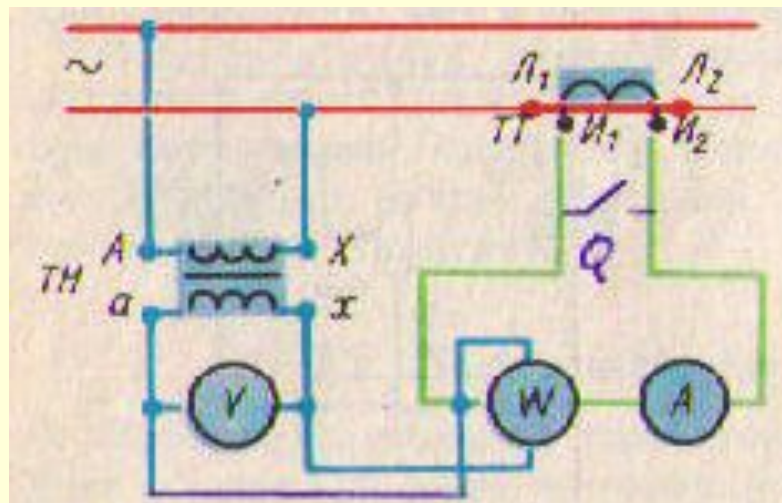 ~
Л₁ Л₂
ТТ И₁ И₂
А Х
ТН
Q
а х
V W A